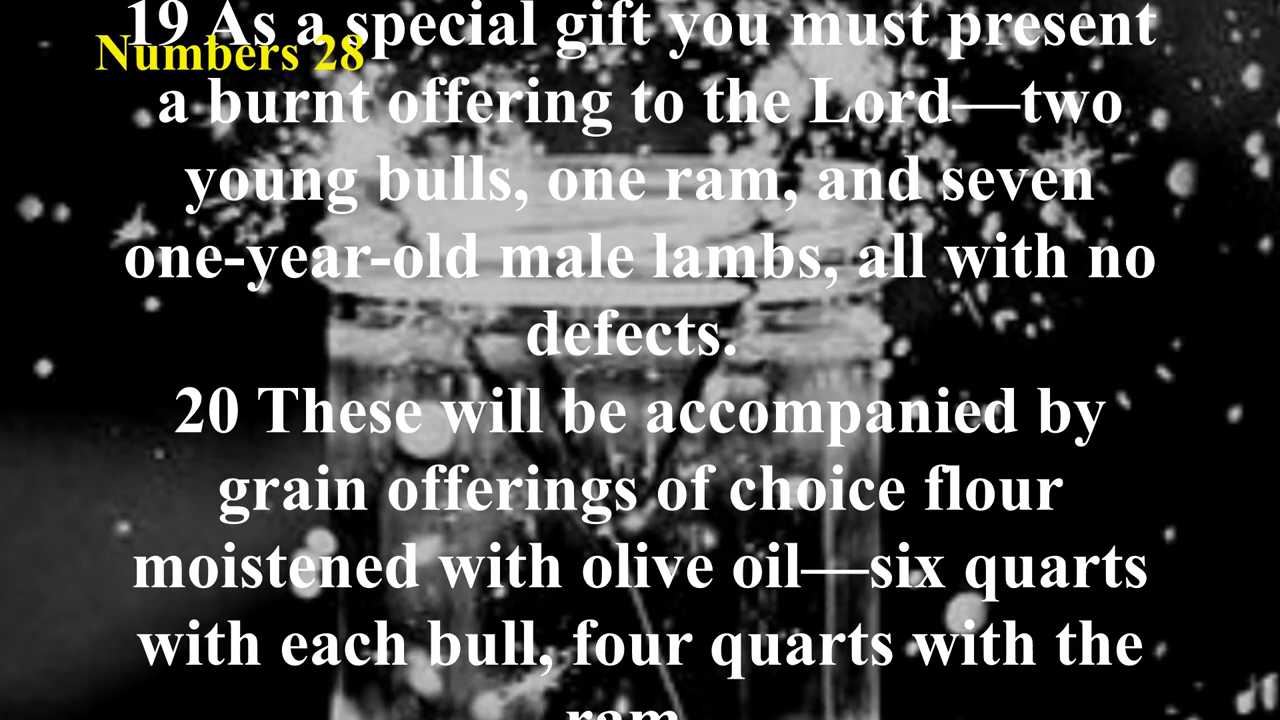 19 As a special gift you must present
Numbers 28
a burnt offering to the Lord—two
young bulls, one ram, and seven
one-year-old male lambs, all with no
defects.
20 These will be accompanied by
grain offerings of choice flour
moistened with olive oil—six quarts
with each bull, four quarts with the
ram